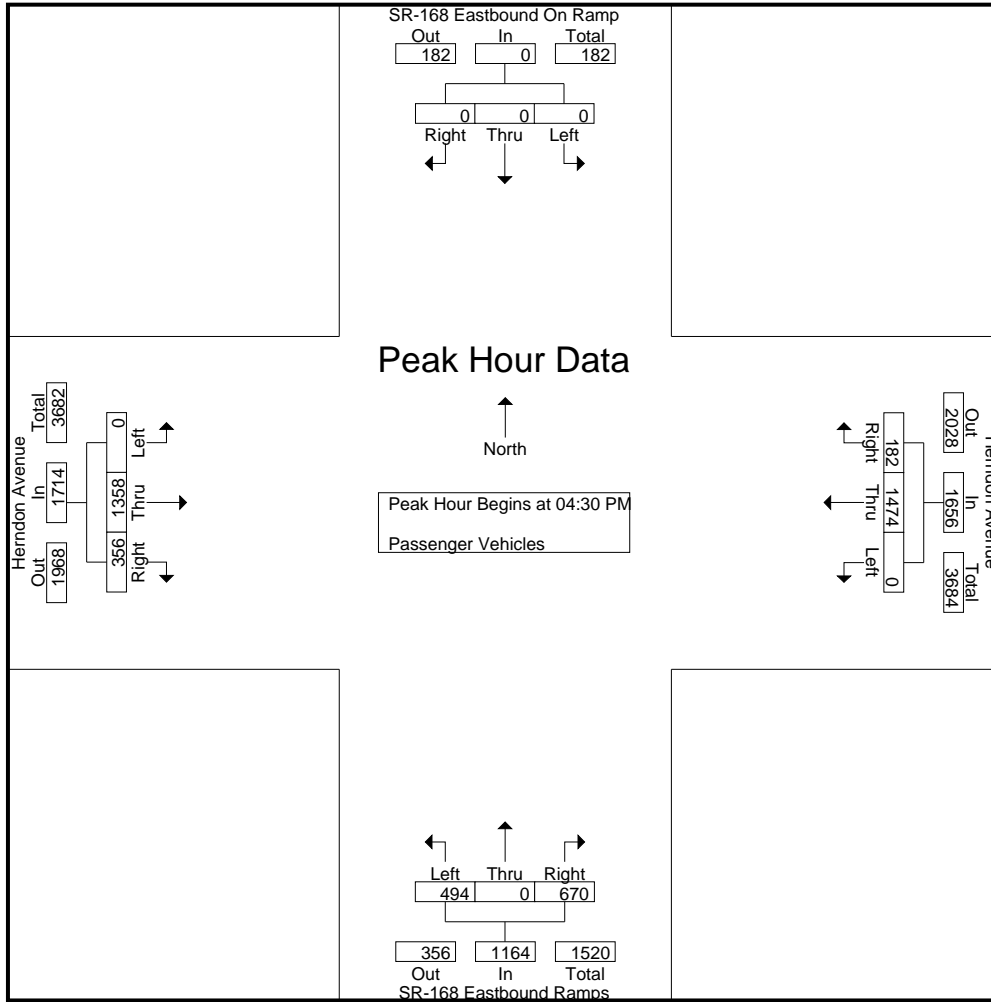 SR-168 Eastbound On Ramp
Out In Total
182 0 182
0 0 0
Right Thru Left
Peak Hour Data
North
Peak Hour Begins at 04:30 PM
Passenger Vehicles
Herndon Avenue
Out In Total
1968 1714 3682
Left Thru Right
0 1358 356
Herndon Avenue
Out In Total
2028 1656 3684
Right Thru Left
182 1474 0
Left Thru Right
494 0 670
356 1164 1520
Out In Total
SR-168 Eastbound Ramps